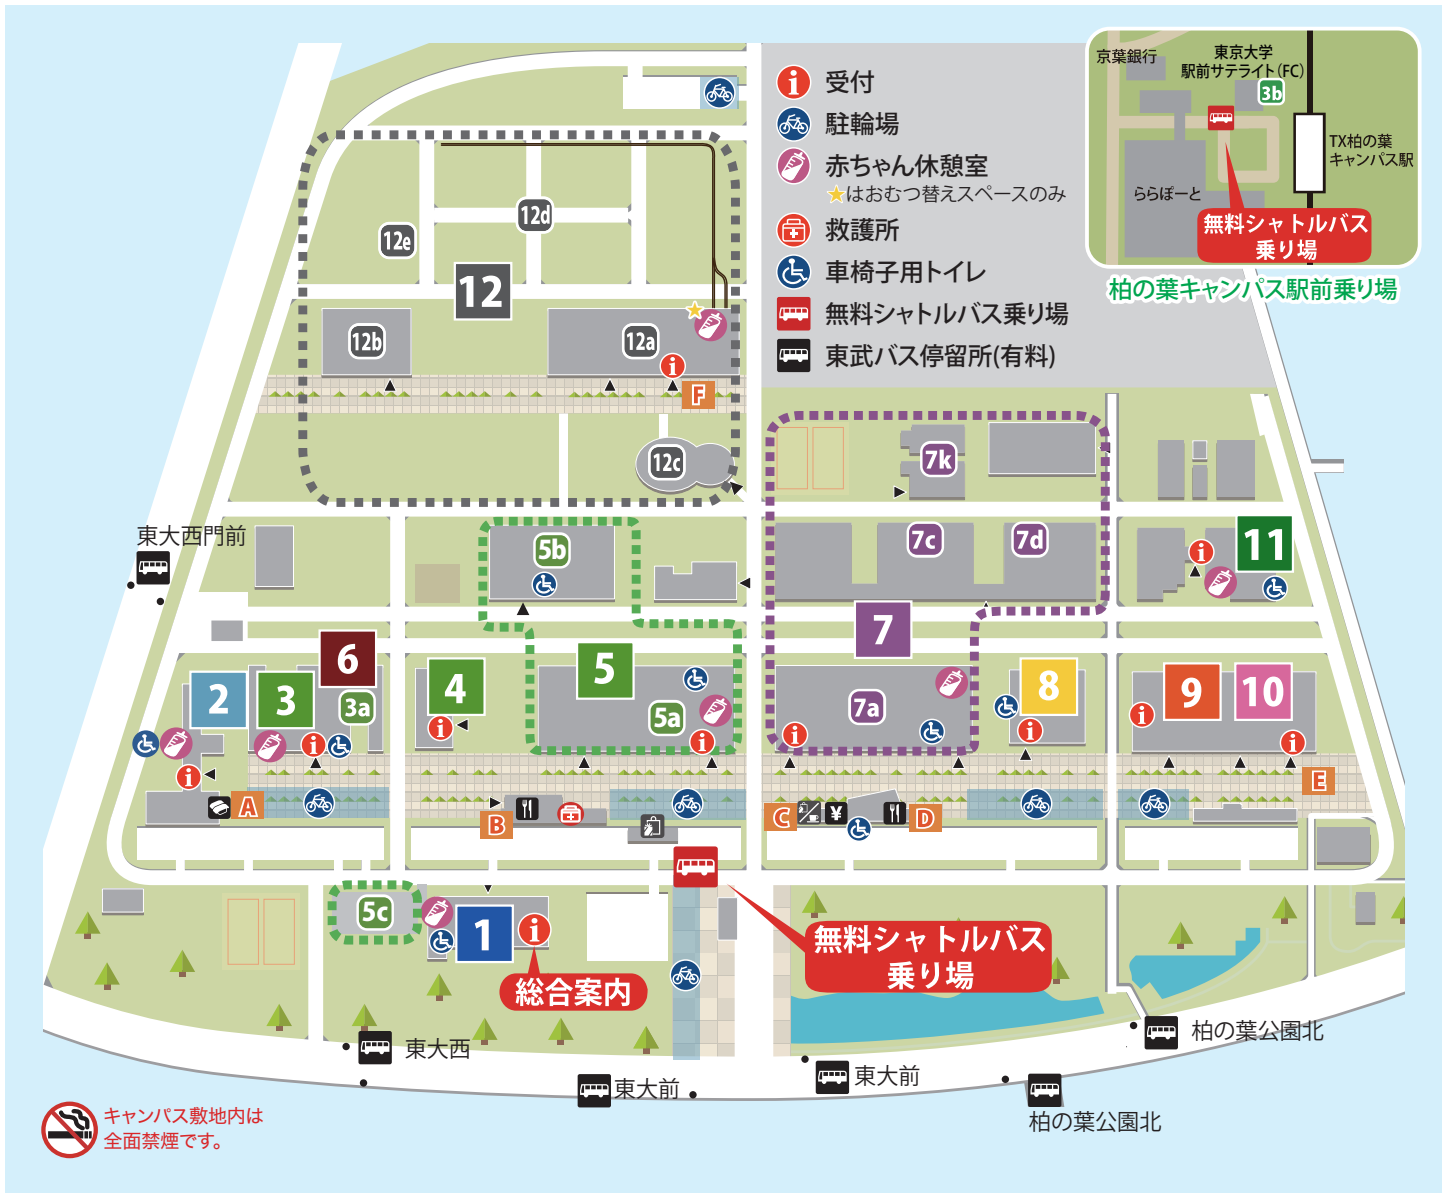 受付
駐輪場
赤ちゃん休憩室
★はおむつ替えスペースのみ
救護所
車椅子用トイレ
無料シャトルバス乗り場
東武バス停留所(有料)
京葉銀行
東京大学
駅前サテライト(FC)
3b
TX柏の葉
キャンパス駅
ららぽーと
無料シャトルバス
乗り場
柏の葉キャンパス駅前乗り場
12d
12e
12
12b
12a
F
12c
7k
東大西門前
5b
7c
7d
11
7
6
2
3
3a
4
5
5a
7a
8
9
10
A
B
C
¥
D
E
5c
1
総合案内
無料シャトルバス
乗り場
東大西
東大前
東大前
柏の葉公園北
柏の葉公園北
キャンパス敷地内は
全面禁煙です。